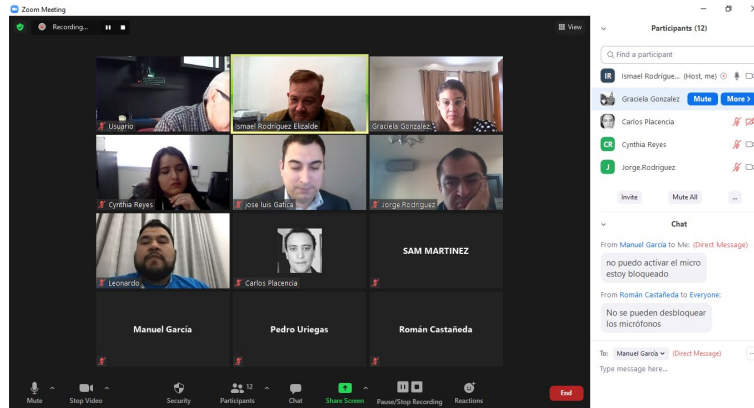 Zoom Meeting
Recording...
View
Usuario
Ismael Rodríguez Elizalde
Graciela Gonzalez
Cynthia Reyes
jose luis Gatica
Jorge.Rodriguez
Leonardo
Carlos Placencia
SAM MARTINEZ
Manuel García
Pedro Uriegas
Román Castañeda
Mute
Stop Video
Security
12
Participants
Chat
Share Screen
Pause/Stop Recording
Reactions
End
Participants (12)
Find a participant
IR Ismael Rodrígue... (Host, me)
Graciela Gonzalez Mute More >
Carlos Placencia
CR Cynthia Reyes
J Jorge.Rodriguez
Invite Mute All ...
Chat
From Manuel García to Me: (Direct Message)
no puedo activar el micro
estoy bloqueado
From Román Castañeda to Everyone:
No se pueden desbloquear
los micrófonos
To: Manuel García (Direct Message) ...
Type message here...